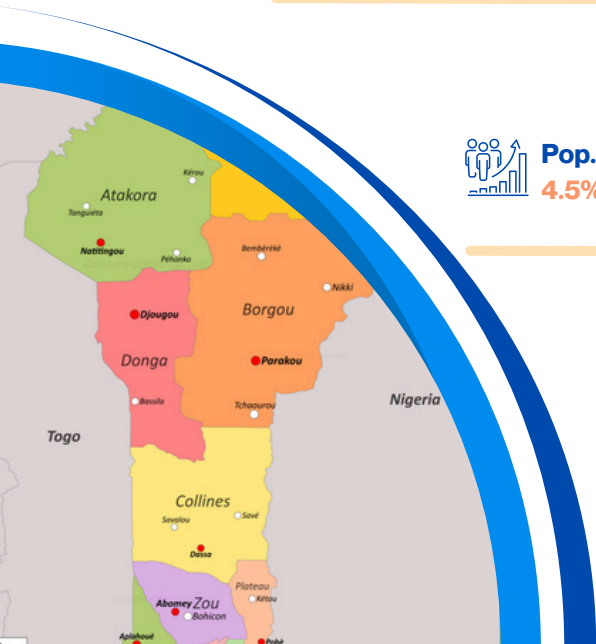 Pop.
4.5%
Kérou
Atakora
Tanguiéta
Natitingou
Péhonko
Bembèrèkè
Nikki
Djougou
Borgou
Donga
Parakou
Bassila
Tchaourou
Nigeria
Togo
Collines
Savalou
Savé
Dassa
Plateau
Kétou
Abomey
Zou
Bohicon
Aplahoué
Pobè